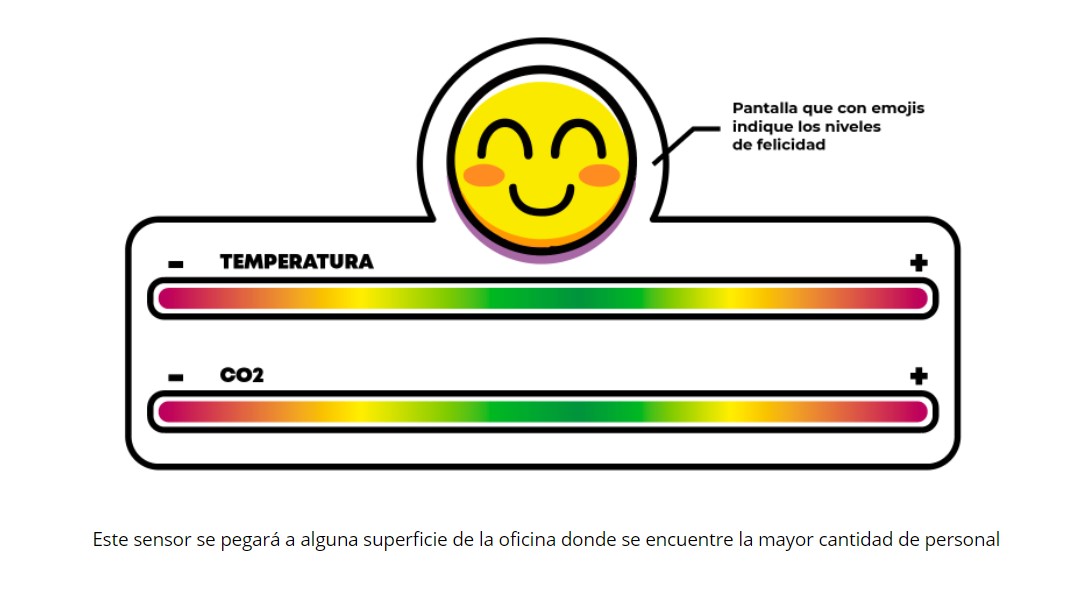 Pantalla que con emojis
indique los niveles
de felicidad
- TEMPERATURA +
- CO2 +
Este sensor se pegará a alguna superficie de la oficina donde se encuentre la mayor cantidad de personal